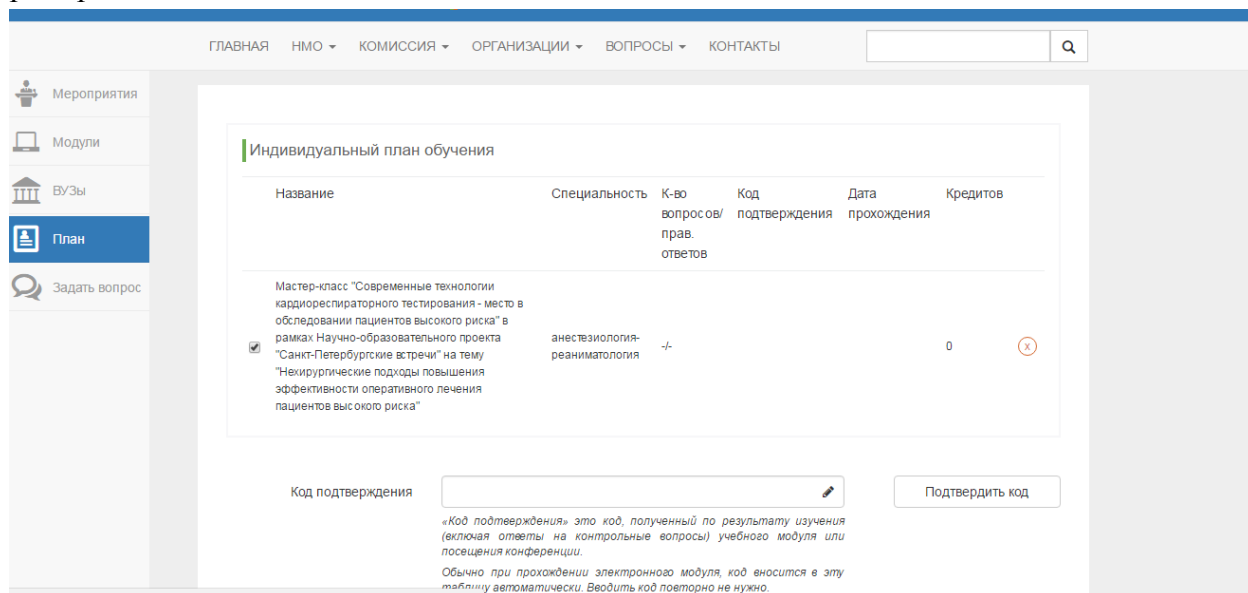 ГЛАВНАЯ НМО КОМИССИЯ ОРГАНИЗАЦИИ ВОПРОСЫ КОНТАКТЫ
Мероприятия
Модули
ВУЗы
План
Задать вопрос
Индивидуальный план обучения
Название Специальность К-во Код Дата Кредитов
вопросов/ подтверждения прохождения
прав.
ответов
Мастер-класс "Современные технологии
кардиореспираторного тестирования - место в
обследовании пациентов высокого риска" в
рамках Научно-образовательного проекта
"Санкт-Петербургские встречи" на тему
"Нехирургические подходы повышения
эффективности оперативного лечения
пациентов высокого риска"
анестезиология-
реаниматология
-/-
0
x
Код подтверждения
Подтвердить код
«Код подтверждения» это код, полученный по результату изучения
(включая ответы на контрольные вопросы) учебного модуля или
посещения конференции.
Обычно при прохождении электронного модуля, код вносится в эту
таблицу автоматически. Вводить код повторно не нужно.